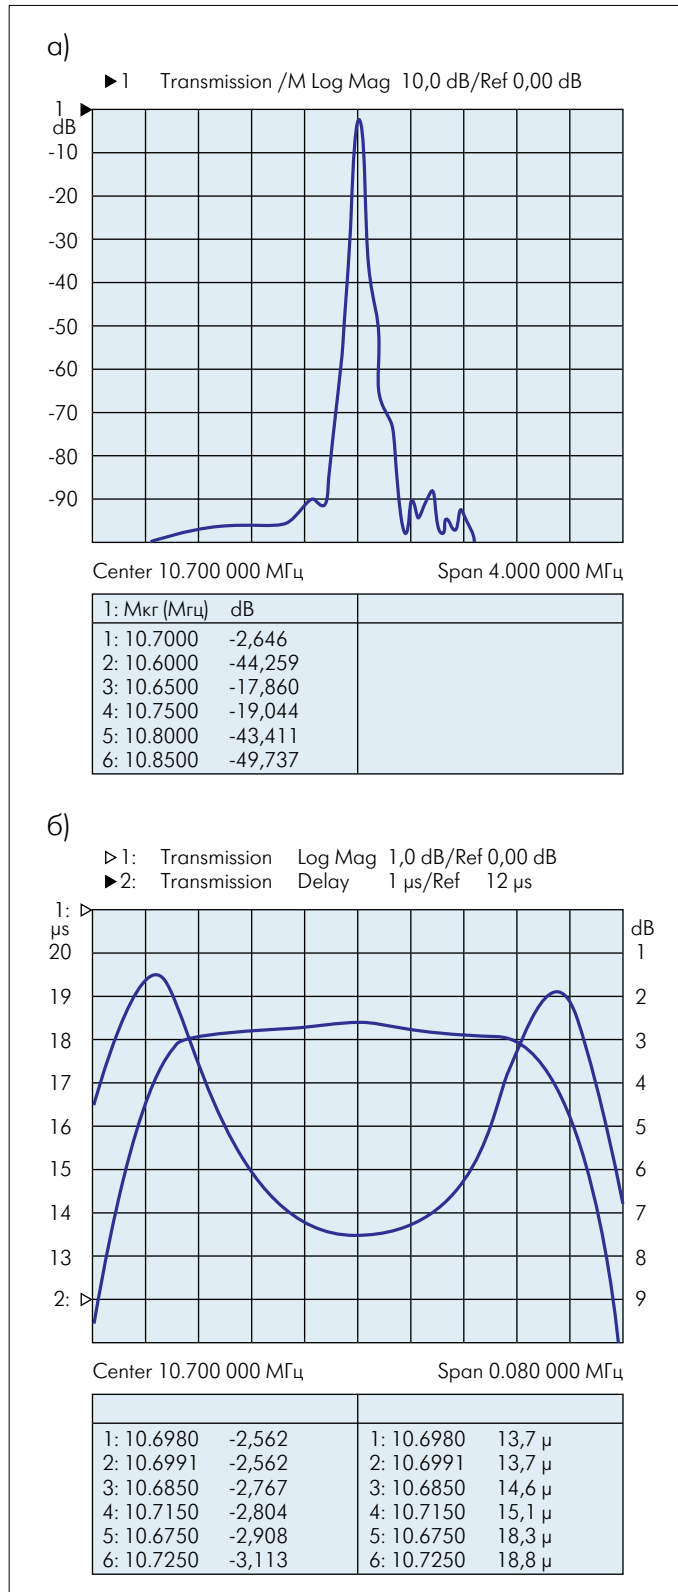 а)
▶1 Transmission /M Log Mag 10,0 dB/Ref 0,00 dB
1 ▶
dB
-10
-20
-30
-40
-50
-60
-70
-80
-90
Center 10.700 000 МГц Span 4.000 000 МГц
1: Мкг (Мгц) dB
1: 10.7000 -2,646
2: 10.6000 -44,259
3: 10.6500 -17,860
4: 10.7500 -19,044
5: 10.8000 -43,411
6: 10.8500 -49,737
б)
▷1: Transmission Log Mag 1,0 dB/Ref 0,00 dB
▶2: Transmission Delay 1 µs/Ref 12 µs
1: ▷
µs dB
20 1
19 2
18 3
17 4
16 5
15 6
14 7
13 8
2: ▷ 9
Center 10.700 000 МГц Span 0.080 000 МГц
1: 10.6980 -2,562 1: 10.6980 13,7 µ
2: 10.6991 -2,562 2: 10.6991 13,7 µ
3: 10.6850 -2,767 3: 10.6850 14,6 µ
4: 10.7150 -2,804 4: 10.7150 15,1 µ
5: 10.6750 -2,908 5: 10.6750 18,3 µ
6: 10.7250 -3,113 6: 10.7250 18,8 µ